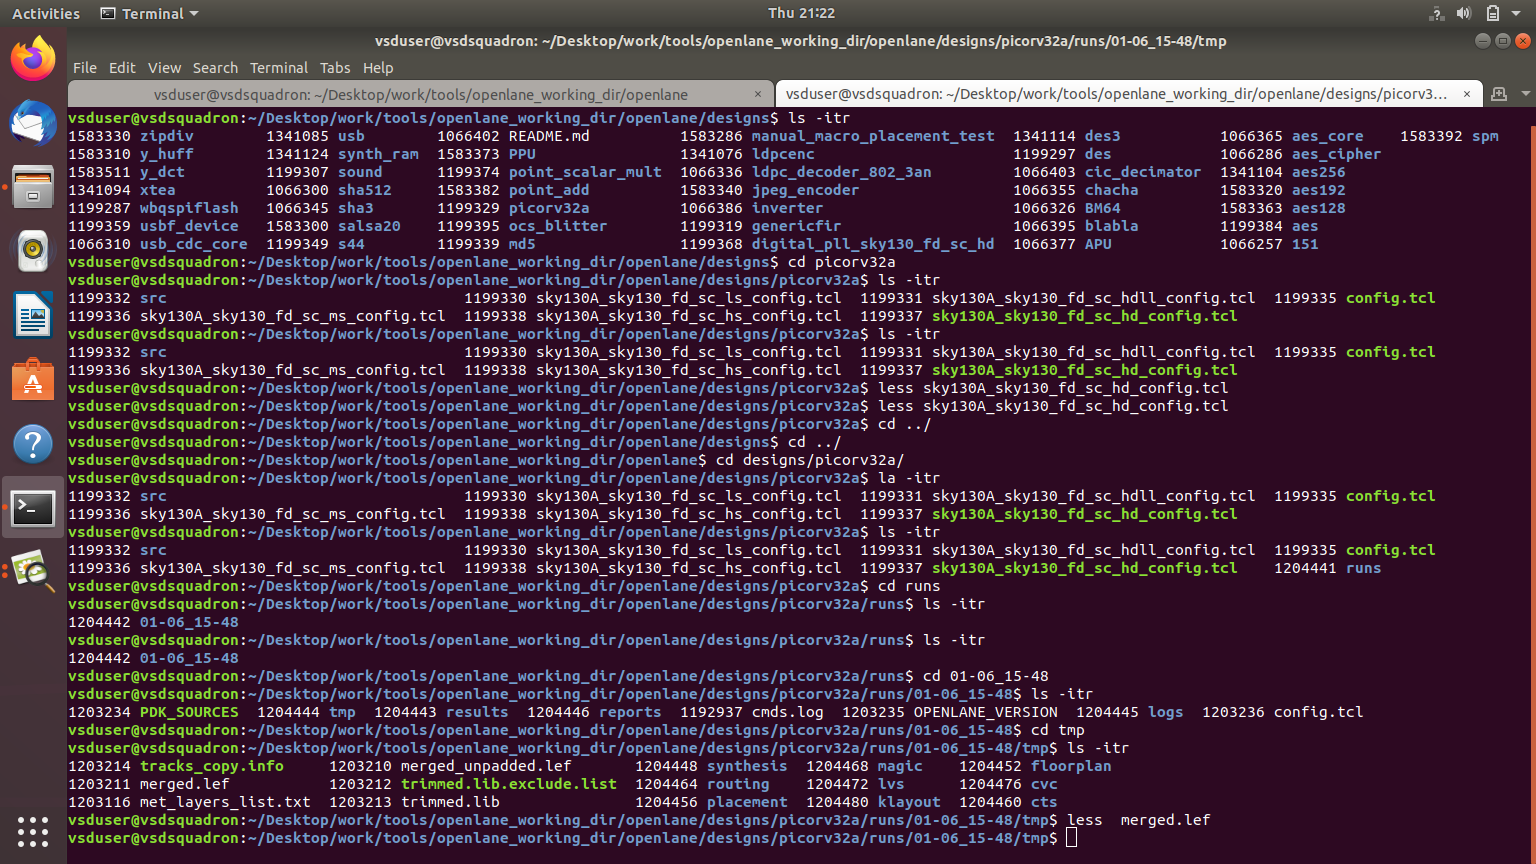 Activities Terminal Thu 21:22
vsduser@vsdsquadron: ~/Desktop/work/tools/openlane_working_dir/openlane/designs/picorv32a/runs/01-06_15-48/tmp
File Edit View Search Terminal Tabs Help
vsduser@vsdsquadron: ~/Desktop/work/tools/openlane_working_dir/openlane × vsduser@vsdsquadron: ~/Desktop/work/tools/openlane_working_dir/openlane/designs/picorv3... ×
vsduser@vsdsquadron:~/Desktop/work/tools/openlane_working_dir/openlane/designs$ ls -itr
1583330 zipdiv 1341085 usb 1066402 README.md 1583286 manual_macro_placement_test 1341114 des3 1066365 aes_core 1583392 spm
1583310 y_huff 1341124 synth_ram 1583373 PPU 1341076 ldpcenc 1199297 des 1066286 aes_cipher
1583511 y_dct 1199307 sound 1199374 point_scalar_mult 1066336 ldpc_decoder_802_3an 1066403 cic_decimator 1341104 aes256
1341094 xtea 1066300 sha512 1583382 point_add 1583340 jpeg_encoder 1066355 chacha 1583320 aes192
1199287 wbqspiflash 1066345 sha3 1199329 picorv32a 1066386 inverter 1066326 BM64 1583363 aes128
1199359 usbf_device 1583300 salsa20 1199395 ocs_blitter 1199319 genericfir 1066395 blabla 1199384 aes
1066310 usb_cdc_core 1199349 s44 1199339 md5 1199368 digital_pll_sky130_fd_sc_hd 1066377 APU 1066257 151
vsduser@vsdsquadron:~/Desktop/work/tools/openlane_working_dir/openlane/designs$ cd picorv32a
vsduser@vsdsquadron:~/Desktop/work/tools/openlane_working_dir/openlane/designs/picorv32a$ ls -itr
1199332 src 1199330 sky130A_sky130_fd_sc_ls_config.tcl 1199331 sky130A_sky130_fd_sc_hdll_config.tcl 1199335 config.tcl
1199336 sky130A_sky130_fd_sc_ms_config.tcl 1199338 sky130A_sky130_fd_sc_hs_config.tcl 1199337 sky130A_sky130_fd_sc_hd_config.tcl
vsduser@vsdsquadron:~/Desktop/work/tools/openlane_working_dir/openlane/designs/picorv32a$ ls -itr
1199332 src 1199330 sky130A_sky130_fd_sc_ls_config.tcl 1199331 sky130A_sky130_fd_sc_hdll_config.tcl 1199335 config.tcl
1199336 sky130A_sky130_fd_sc_ms_config.tcl 1199338 sky130A_sky130_fd_sc_hs_config.tcl 1199337 sky130A_sky130_fd_sc_hd_config.tcl
vsduser@vsdsquadron:~/Desktop/work/tools/openlane_working_dir/openlane/designs/picorv32a$ less sky130A_sky130_fd_sc_hd_config.tcl
vsduser@vsdsquadron:~/Desktop/work/tools/openlane_working_dir/openlane/designs/picorv32a$ less sky130A_sky130_fd_sc_hd_config.tcl
vsduser@vsdsquadron:~/Desktop/work/tools/openlane_working_dir/openlane/designs/picorv32a$ cd ../
vsduser@vsdsquadron:~/Desktop/work/tools/openlane_working_dir/openlane/designs$ cd ../
vsduser@vsdsquadron:~/Desktop/work/tools/openlane_working_dir/openlane$ cd designs/picorv32a/
vsduser@vsdsquadron:~/Desktop/work/tools/openlane_working_dir/openlane/designs/picorv32a$ la -itr
1199332 src 1199330 sky130A_sky130_fd_sc_ls_config.tcl 1199331 sky130A_sky130_fd_sc_hdll_config.tcl 1199335 config.tcl
1199336 sky130A_sky130_fd_sc_ms_config.tcl 1199338 sky130A_sky130_fd_sc_hs_config.tcl 1199337 sky130A_sky130_fd_sc_hd_config.tcl
vsduser@vsdsquadron:~/Desktop/work/tools/openlane_working_dir/openlane/designs/picorv32a$ ls -itr
1199332 src 1199330 sky130A_sky130_fd_sc_ls_config.tcl 1199331 sky130A_sky130_fd_sc_hdll_config.tcl 1199335 config.tcl
1199336 sky130A_sky130_fd_sc_ms_config.tcl 1199338 sky130A_sky130_fd_sc_hs_config.tcl 1199337 sky130A_sky130_fd_sc_hd_config.tcl 1204441 runs
vsduser@vsdsquadron:~/Desktop/work/tools/openlane_working_dir/openlane/designs/picorv32a$ cd runs
vsduser@vsdsquadron:~/Desktop/work/tools/openlane_working_dir/openlane/designs/picorv32a/runs$ ls -itr
1204442 01-06_15-48
vsduser@vsdsquadron:~/Desktop/work/tools/openlane_working_dir/openlane/designs/picorv32a/runs$ ls -itr
1204442 01-06_15-48
vsduser@vsdsquadron:~/Desktop/work/tools/openlane_working_dir/openlane/designs/picorv32a/runs$ cd 01-06_15-48
vsduser@vsdsquadron:~/Desktop/work/tools/openlane_working_dir/openlane/designs/picorv32a/runs/01-06_15-48$ ls -itr
1203234 PDK_SOURCES 1204444 tmp 1204443 results 1204446 reports 1192937 cmds.log 1203235 OPENLANE_VERSION 1204445 logs 1203236 config.tcl
vsduser@vsdsquadron:~/Desktop/work/tools/openlane_working_dir/openlane/designs/picorv32a/runs/01-06_15-48$ cd tmp
vsduser@vsdsquadron:~/Desktop/work/tools/openlane_working_dir/openlane/designs/picorv32a/runs/01-06_15-48/tmp$ ls -itr
1203214 tracks_copy.info 1203210 merged_unpadded.lef 1204448 synthesis 1204468 magic 1204452 floorplan
1203211 merged.lef 1203212 trimmed.lib.exclude.list 1204464 routing 1204472 lvs 1204476 cvc
1203116 met_layers_list.txt 1203213 trimmed.lib 1204456 placement 1204480 klayout 1204460 cts
vsduser@vsdsquadron:~/Desktop/work/tools/openlane_working_dir/openlane/designs/picorv32a/runs/01-06_15-48/tmp$ less  merged.lef
vsduser@vsdsquadron:~/Desktop/work/tools/openlane_working_dir/openlane/designs/picorv32a/runs/01-06_15-48/tmp$